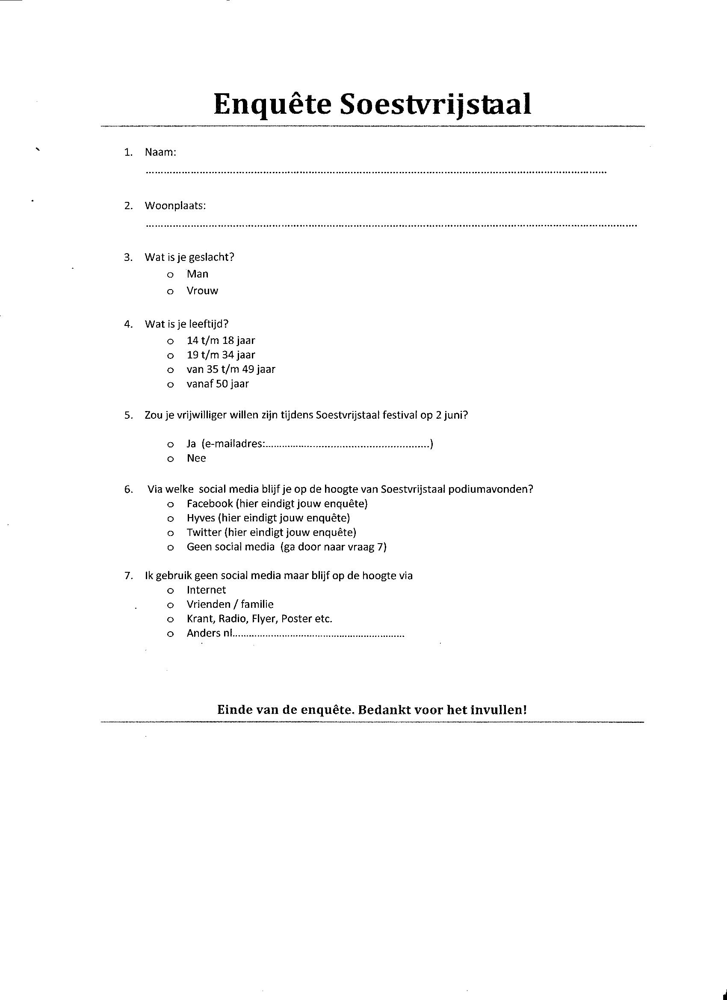 Enquête Soestvrijstaal
1. Naam:
................................................................................
2. Woonplaats:
................................................................................
3. Wat is je geslacht?
o Man
o Vrouw
4. Wat is je leeftijd?
o 14 t/m 18 jaar
o 19 t/m 34 jaar
o van 35 t/m 49 jaar
o vanaf 50 jaar
5. Zou je vrijwilliger willen zijn tijdens Soestvrijstaal festival op 2 juni?
o Ja (e-mailadres:............................................................)
o Nee
6. Via welke social media blijf je op de hoogte van Soestvrijstaal podiumavonden?
o Facebook (hier eindigt jouw enquête)
o Hyves (hier eindigt jouw enquête)
o Twitter (hier eindigt jouw enquête)
o Geen social media (ga door naar vraag 7)
7. Ik gebruik geen social media maar blijf op de hoogte via
o Internet
o Vrienden / familie
o Krant, Radio, Flyer, Poster etc.
o Anders nl...............................................................
Einde van de enquête. Bedankt voor het invullen!